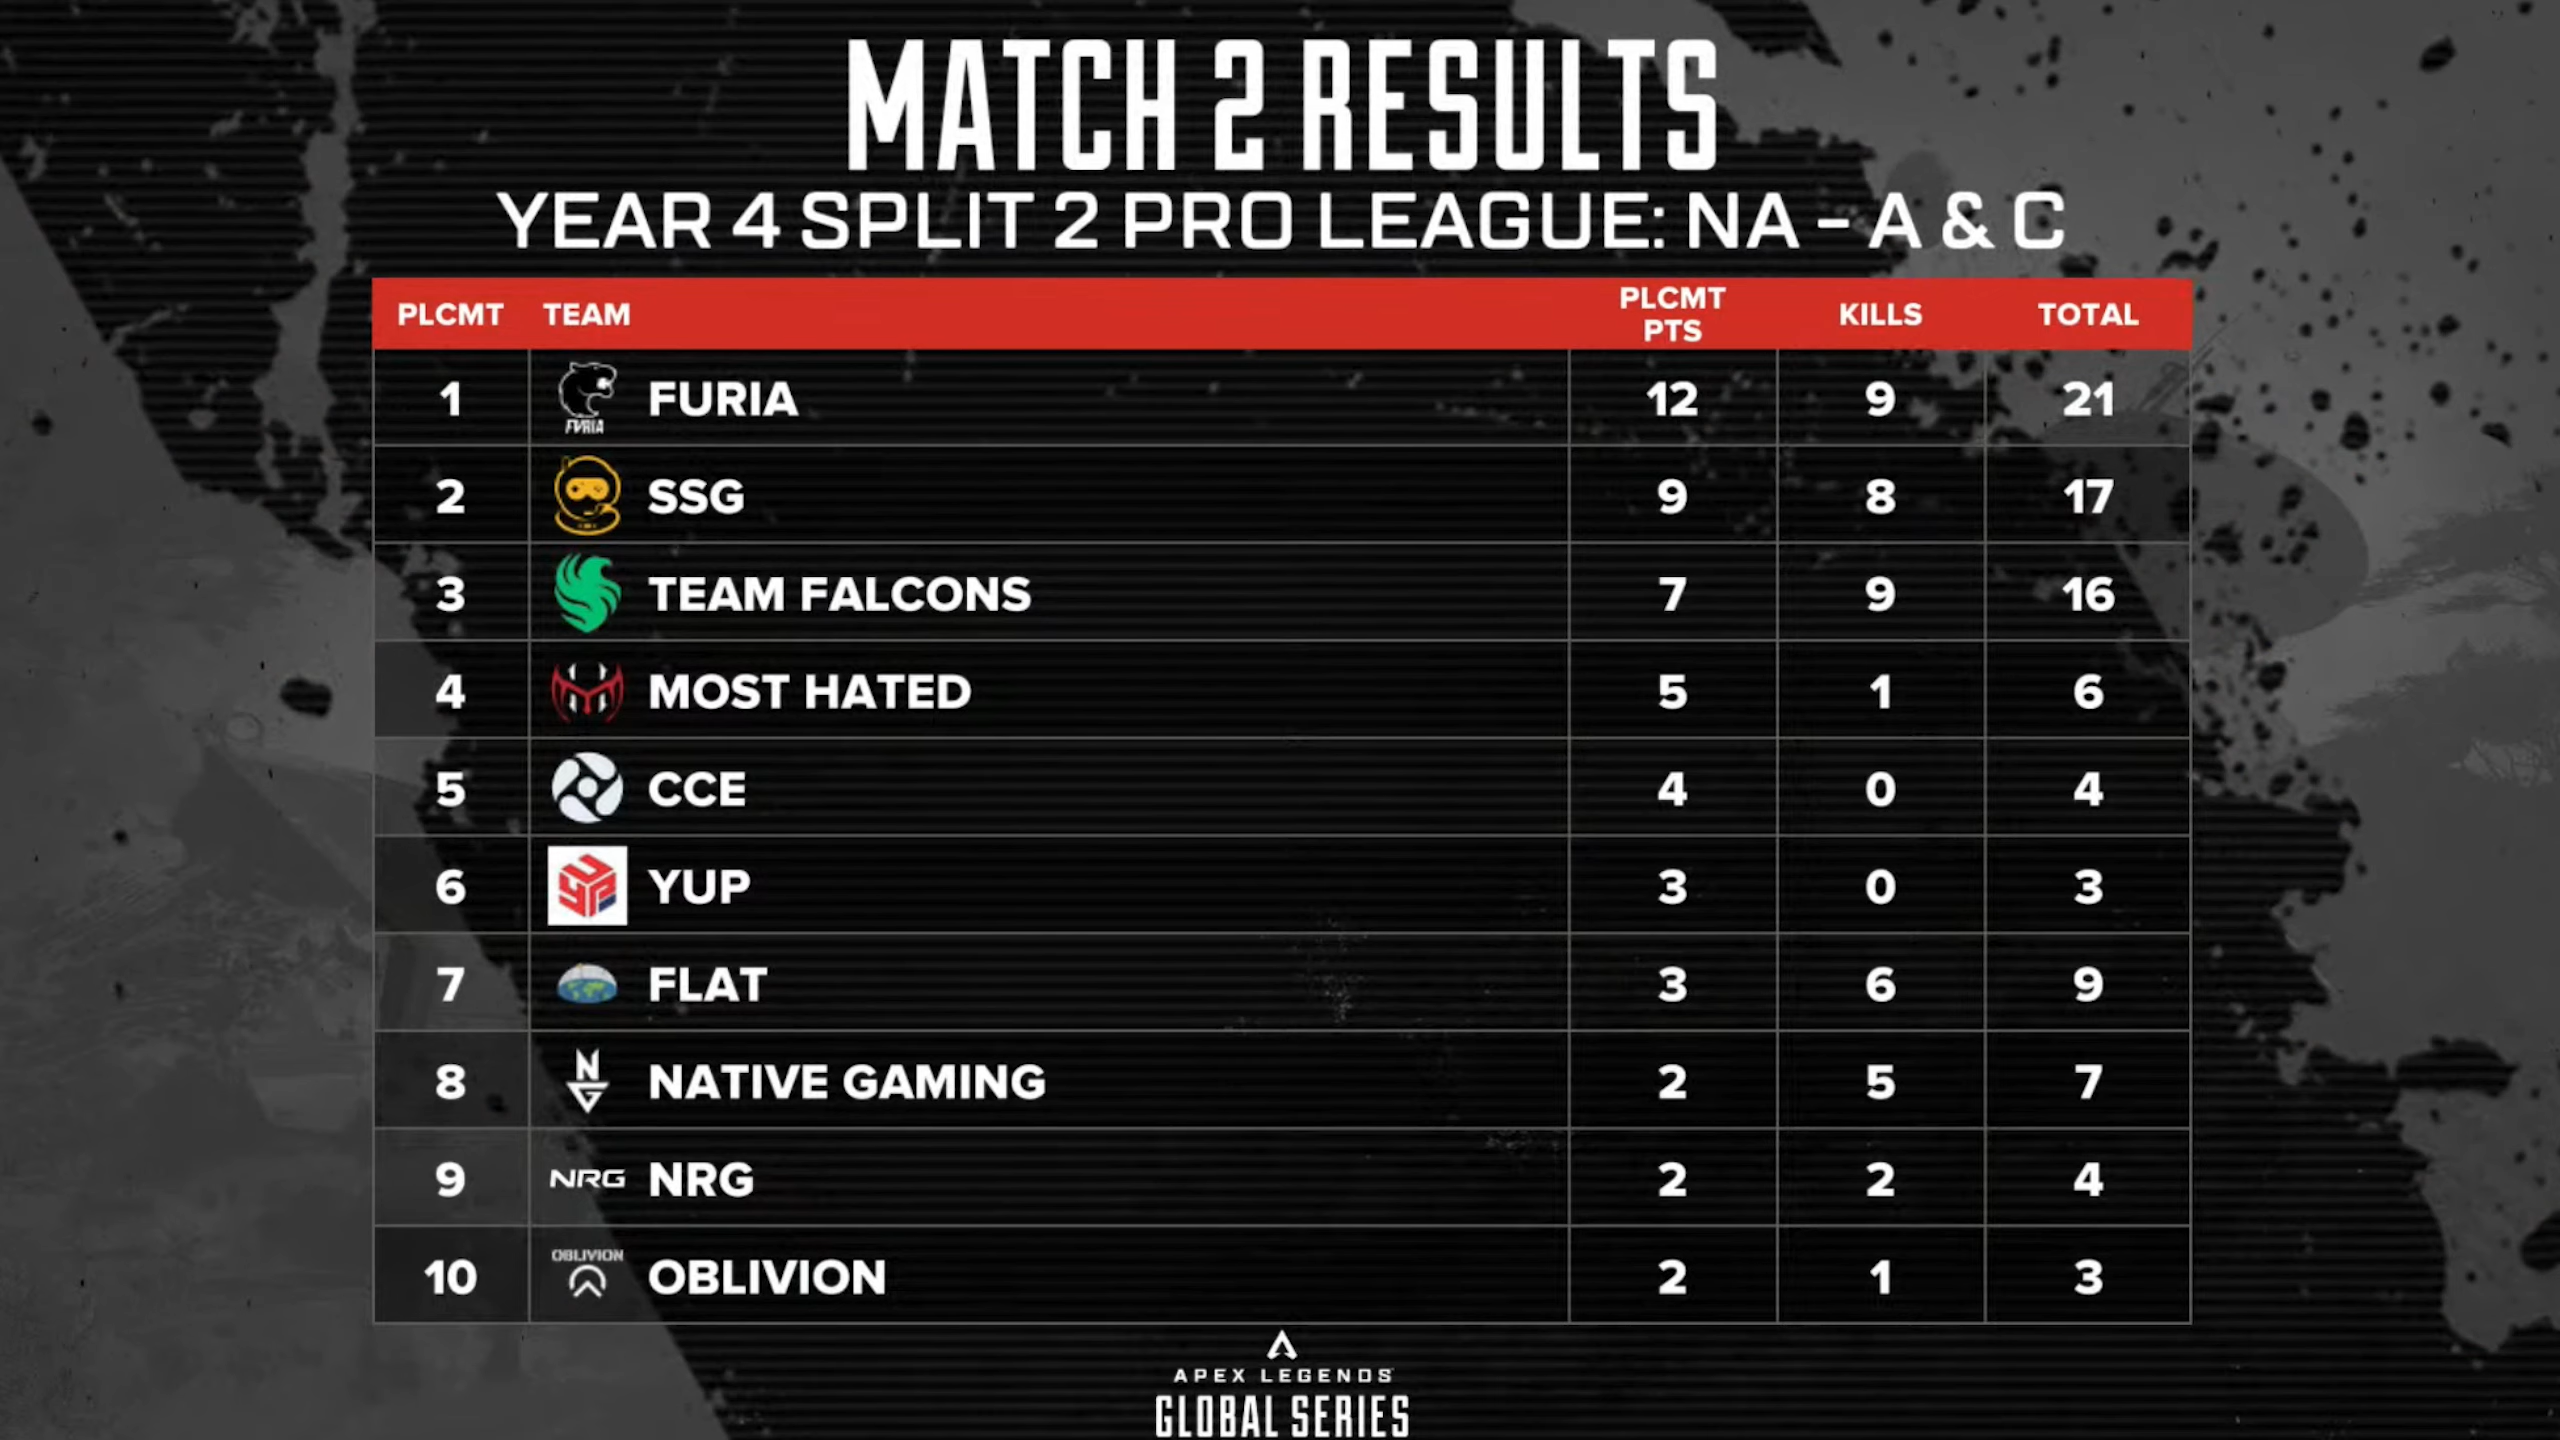 MATCH 2 RESULTS
YEAR 4 SPLIT 2 PRO LEAGUE: NA – A & C
PLCMT TEAM PLCMT PTS KILLS TOTAL
1 FURIA FURIA 12 9 21
2 SSG 9 8 17
3 TEAM FALCONS 7 9 16
4 MOST HATED 5 1 6
5 CCE 4 0 4
6 YUP YUP 3 0 3
7 FLAT 3 6 9
8 NG NATIVE GAMING 2 5 7
9 NRG NRG 2 2 4
10 OBLIVION OBLIVION 2 1 3
APEX LEGENDS
GLOBAL SERIES